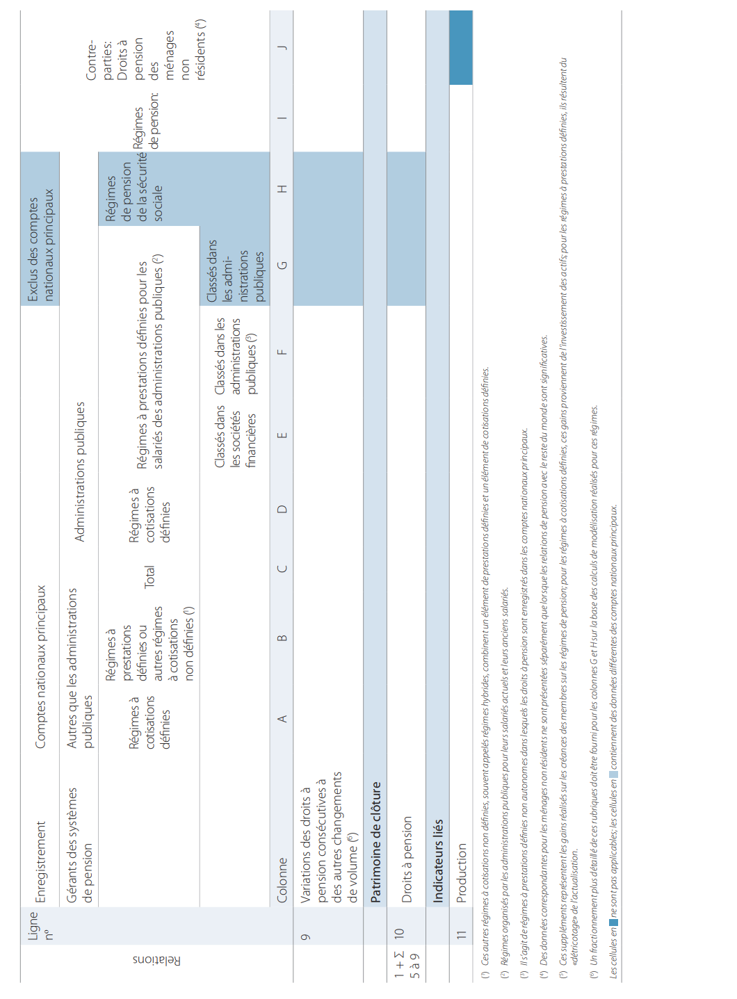 Relations
Ligne
nº
Enregistrement
Comptes nationaux principaux
Exclus des comptes
nationaux principaux
Gérants des systèmes
de pension
Autres que les administrations
publiques
Administrations publiques
Régimes à
cotisations
définies
Régimes à
prestations
définies ou
autres régimes
à cotisations
non définies (¹)
Total
Régimes à
cotisations
définies
Régimes à prestations définies pour les
salariés des administrations publiques (²)
Régimes
de pension
de la sécurité
sociale
Régimes
de pension:
Contre-
parties:
Droits à
pension
des
ménages
non
résidents (⁴)
Classés dans
les sociétés
financières
Classés dans les
administrations
publiques (³)
Classés dans
les admi-
nistrations
publiques
Colonne A B C D E F G H I J
9 Variations des droits à
pension consécutives à
des autres changements
de volume (⁶)
Patrimoine de clôture
1 + Σ
5 à 9
10 Droits à pension
Indicateurs liés
11 Production
(¹) Ces autres régimes à cotisations non définies, souvent appelés régimes hybrides, combinent un élément de prestations définies et un élément de cotisations définies.
(²) Régimes organisés par les administrations publiques pour leurs salariés actuels et leurs anciens salariés.
(³) Il s'agit de régimes à prestations définies non autonomes dans lesquels les droits à pension sont enregistrés dans les comptes nationaux principaux.
(⁴) Des données correspondantes pour les ménages non résidents ne sont présentées séparément que lorsque les relations de pension avec le reste du monde sont significatives.
(⁵) Ces suppléments représentent les gains réalisés sur les créances des membres sur les régimes de pension; pour les régimes à cotisations définies, ces gains proviennent de l'investissement des actifs; pour les régimes à prestations définies, ils résultent du
«détricotage» de l'actualisation.
(⁶) Un fractionnement plus détaillé de ces rubriques doit être fourni pour les colonnes G et H sur la base des calculs de modélisation réalisés pour ces régimes.
Les cellules en ne sont pas applicables; les cellules en contiennent des données différentes des comptes nationaux principaux.